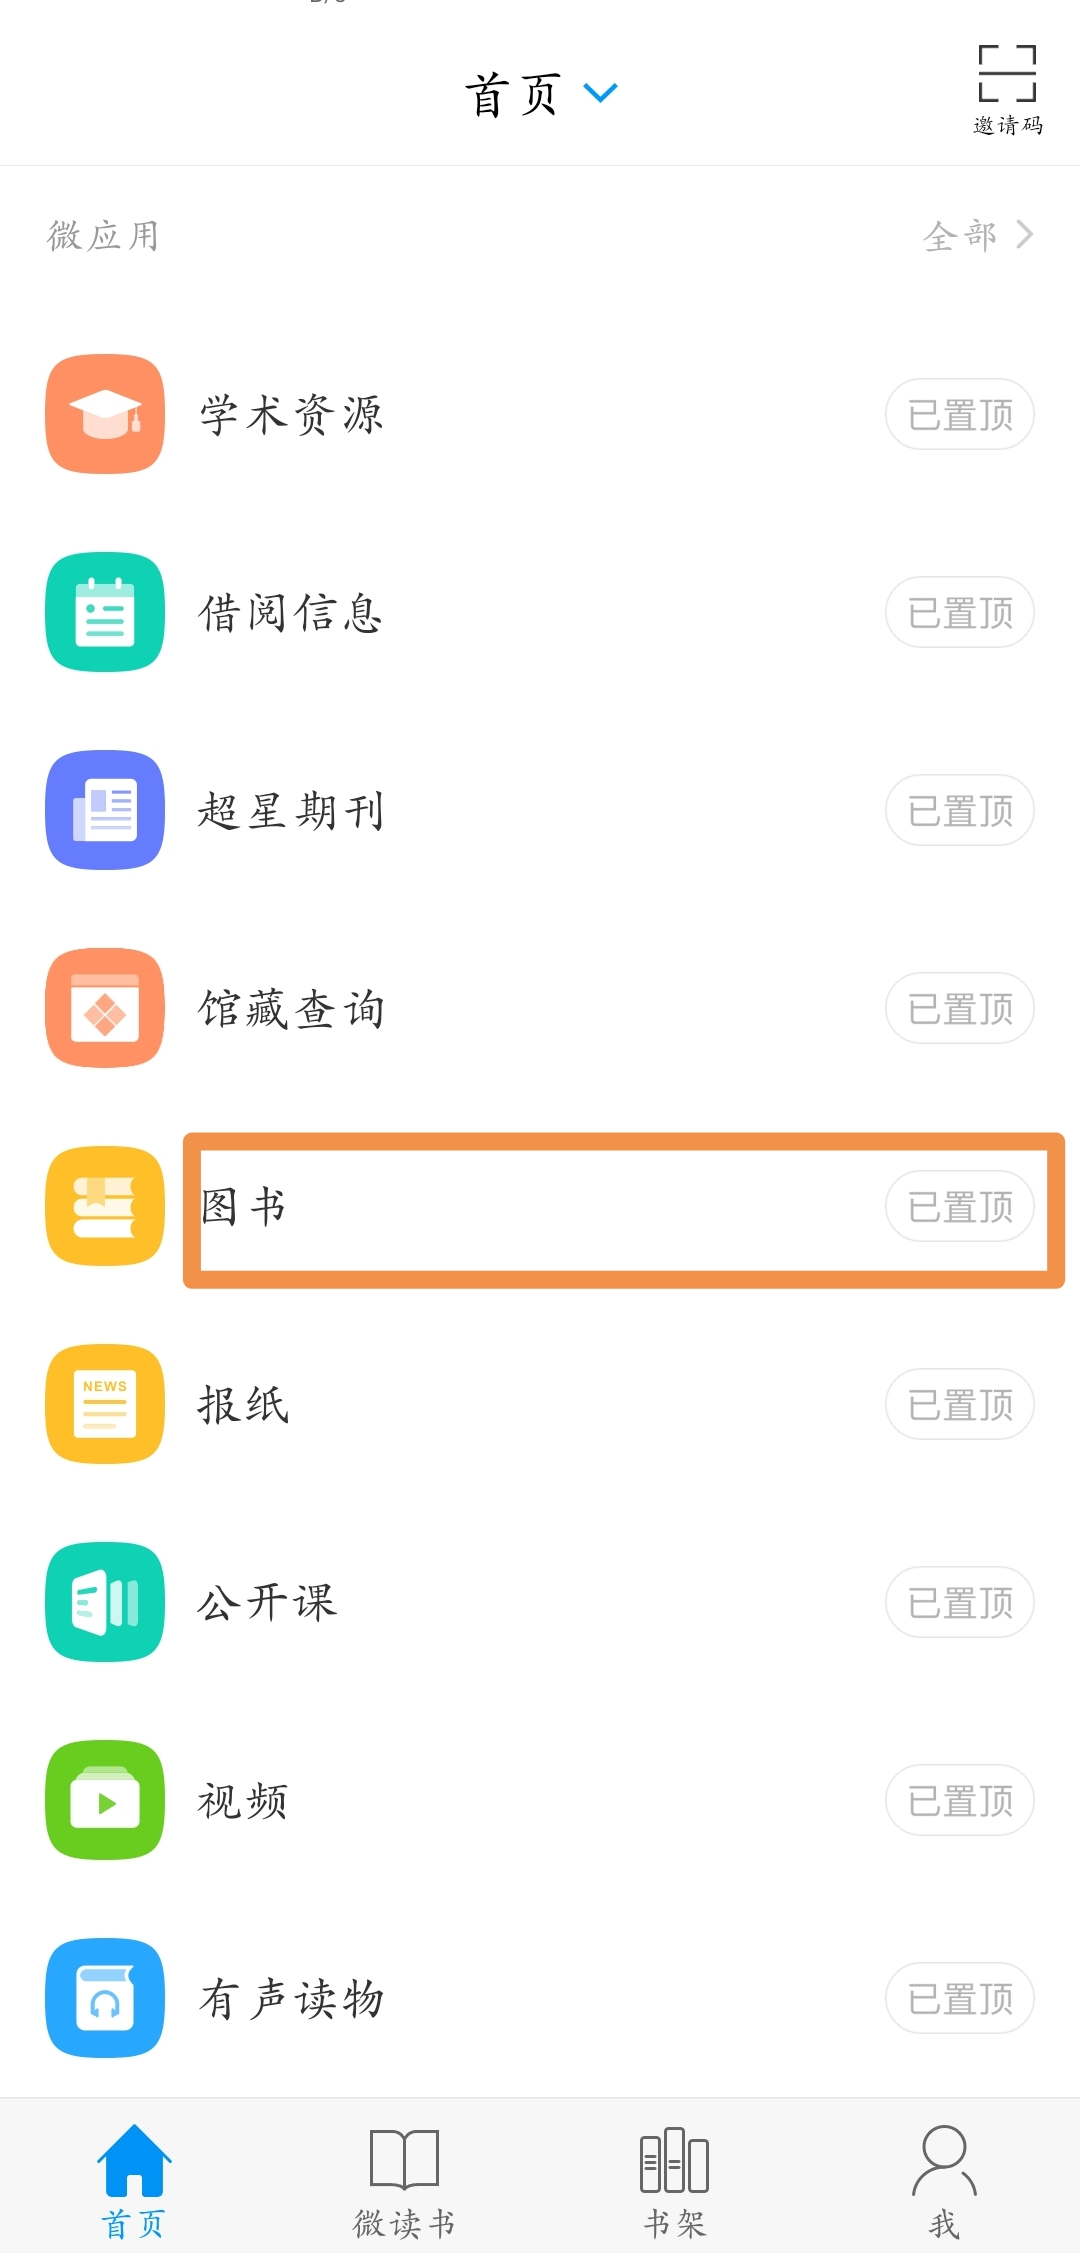 首页
邀请码
微应用 全部
学术资源 已置顶
借阅信息 已置顶
超星期刊 已置顶
馆藏查询 已置顶
图书 已置顶
NEWS
报纸 已置顶
公开课 已置顶
视频 已置顶
有声读物 已置顶
首页 微读书 书架 我